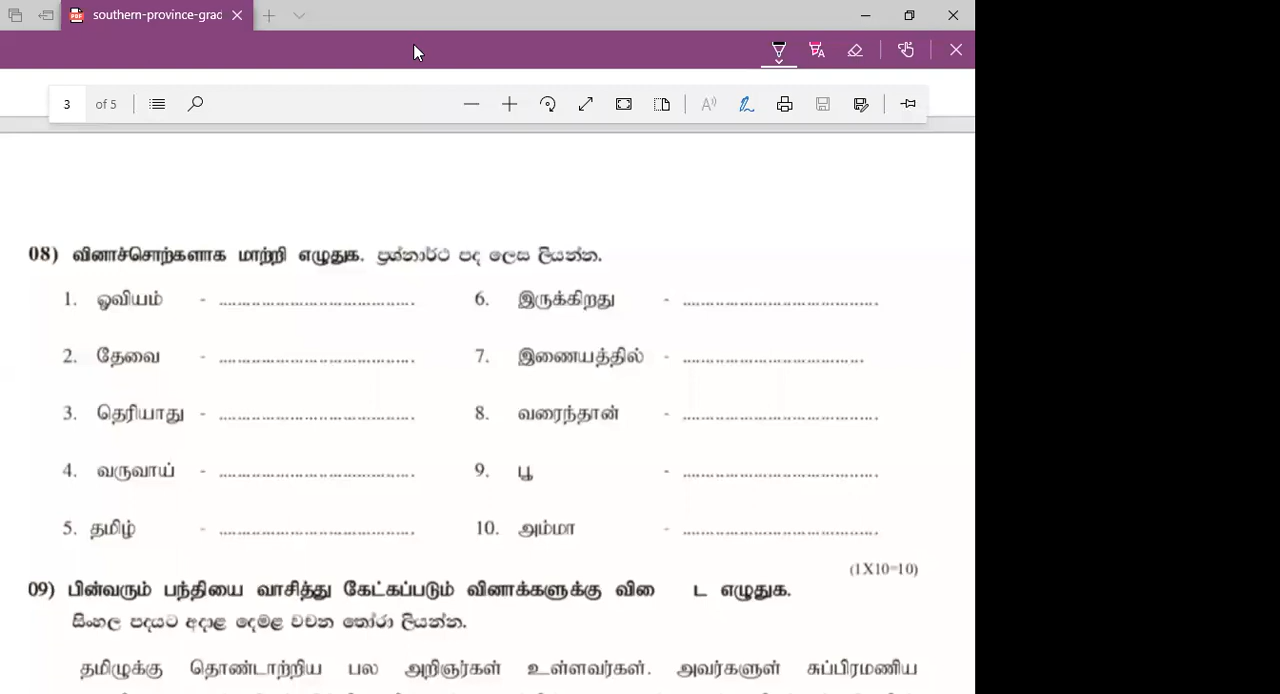 southern-province-grad
3 of 5
08) வினாச்சொற்களாக மாற்றி எழுதுக. ප්‍රශ්නාර්ථ පද ලෙස ලියන්න.
1. ஓவியம் - ........................................... 6. இருக்கிறது - ...........................................
2. தேவை - ........................................... 7. இணையத்தில் - ........................................
3. தெரியாது - ........................................... 8. வரைந்தான் - ...........................................
4. வருவாய் - ........................................... 9. பூ - ...........................................
5. தமிழ் - ........................................... 10. அம்மா - ...........................................
(1X10=10)
09) பின்வரும் பந்தியை வாசித்து கேட்கப்படும் வினாக்களுக்கு விடை ட எழுதுக.
සිංහල පදයට අදාළ දෙමළ වචන තෝරා ලියන්න.
தமிழுக்கு தொண்டாற்றிய பல அறிஞர்கள் உள்ளவர்கள். அவர்களுள் சுப்பிரமணிய